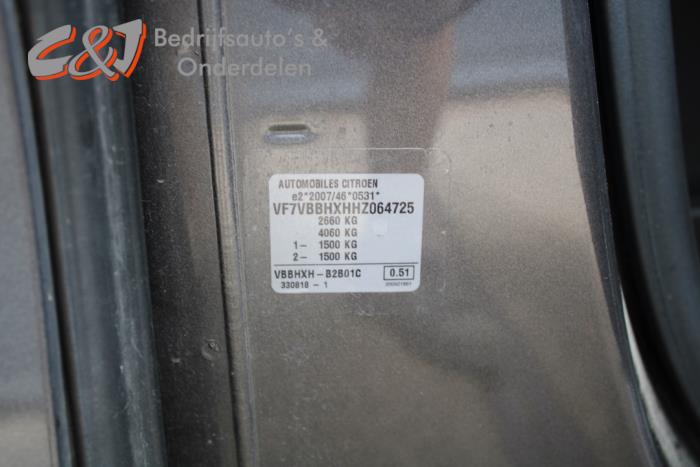 C&J Bedrijfsauto's &
Onderdelen
AUTOMOBILES CITROEN
e2*2007/46*0531*
VF7VBBHXHHZ064725
2660 KG
4060 KG
1- 1500 KG
2- 1500 KG
VBBHXH-B2B01C 0.51
330818 - 1